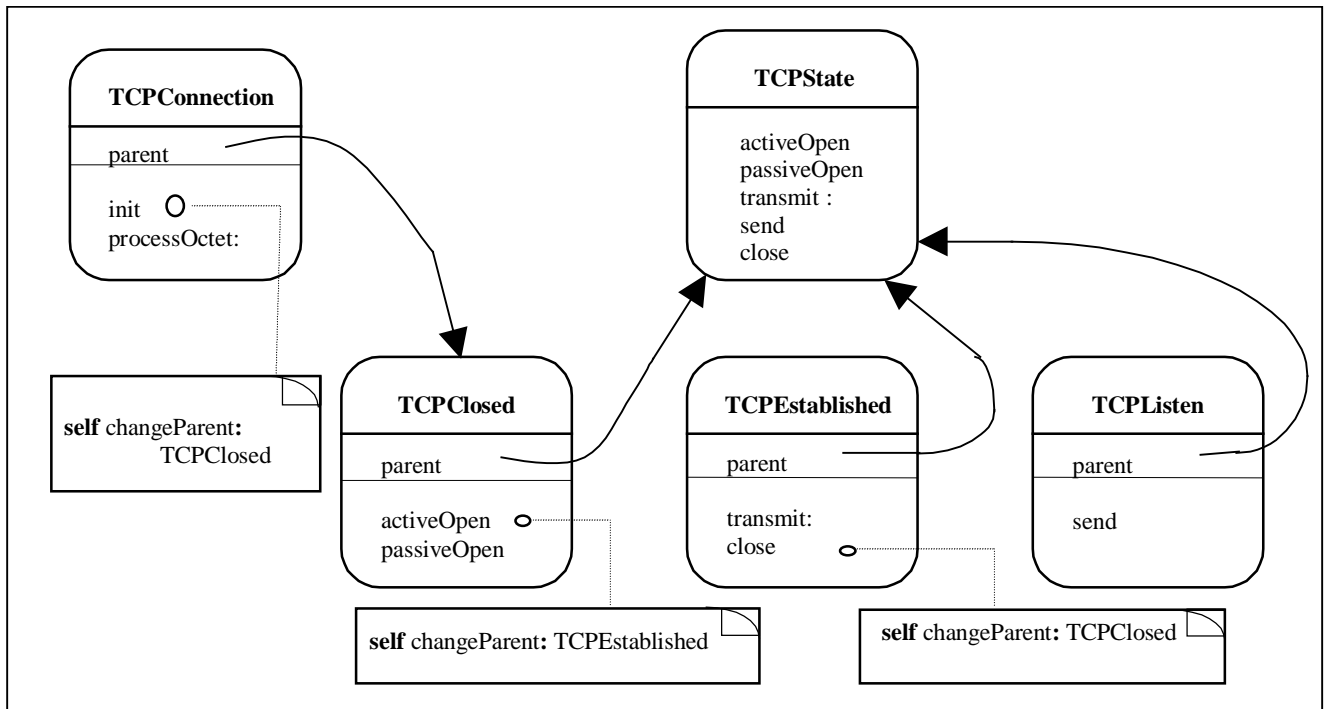 TCPConnection
parent
init
processOctet:
TCPState
activeOpen
passiveOpen
transmit :
send
close
self changeParent:
TCPClosed
TCPClosed
parent
activeOpen
passiveOpen
self changeParent: TCPEstablished
TCPEstablished
parent
transmit:
close
self changeParent: TCPClosed
TCPListen
parent
send